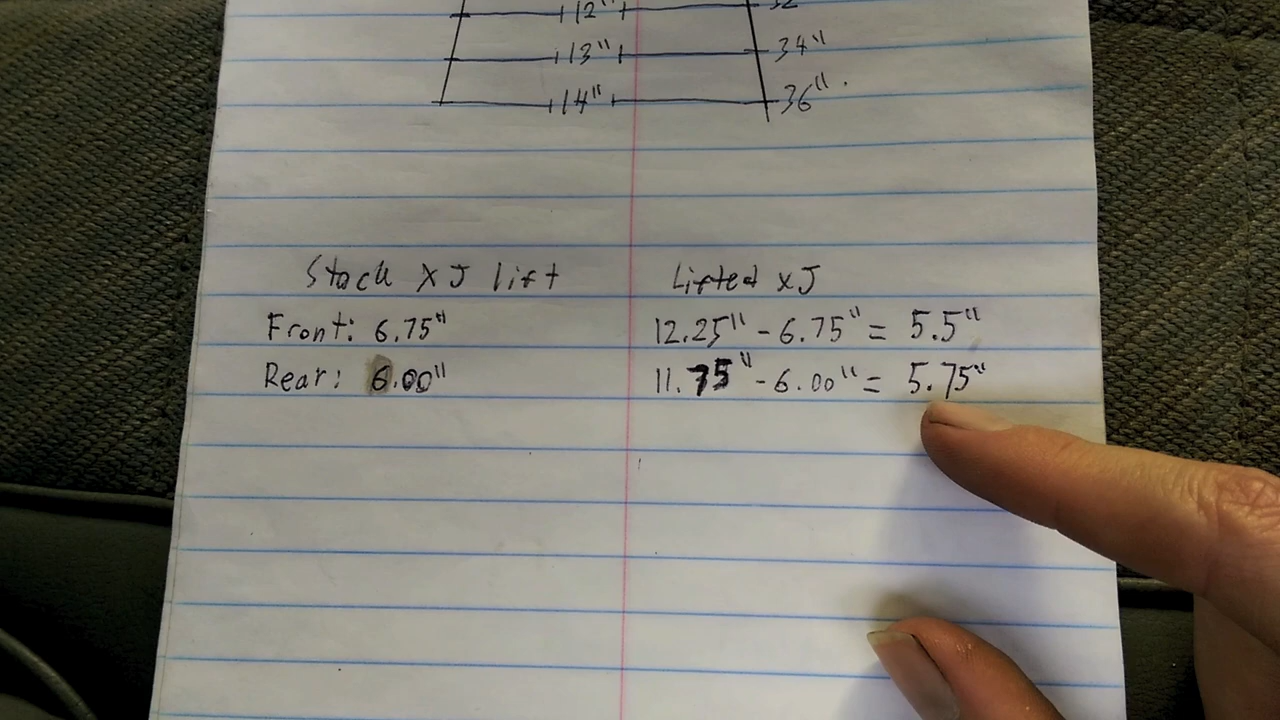 12"
13" 34"
14" 36".
Stock XJ lift Lifted XJ
Front: 6.75" 12.25" - 6.75" = 5.5"
Rear: 6.00" 11.75" - 6.00" = 5.75"